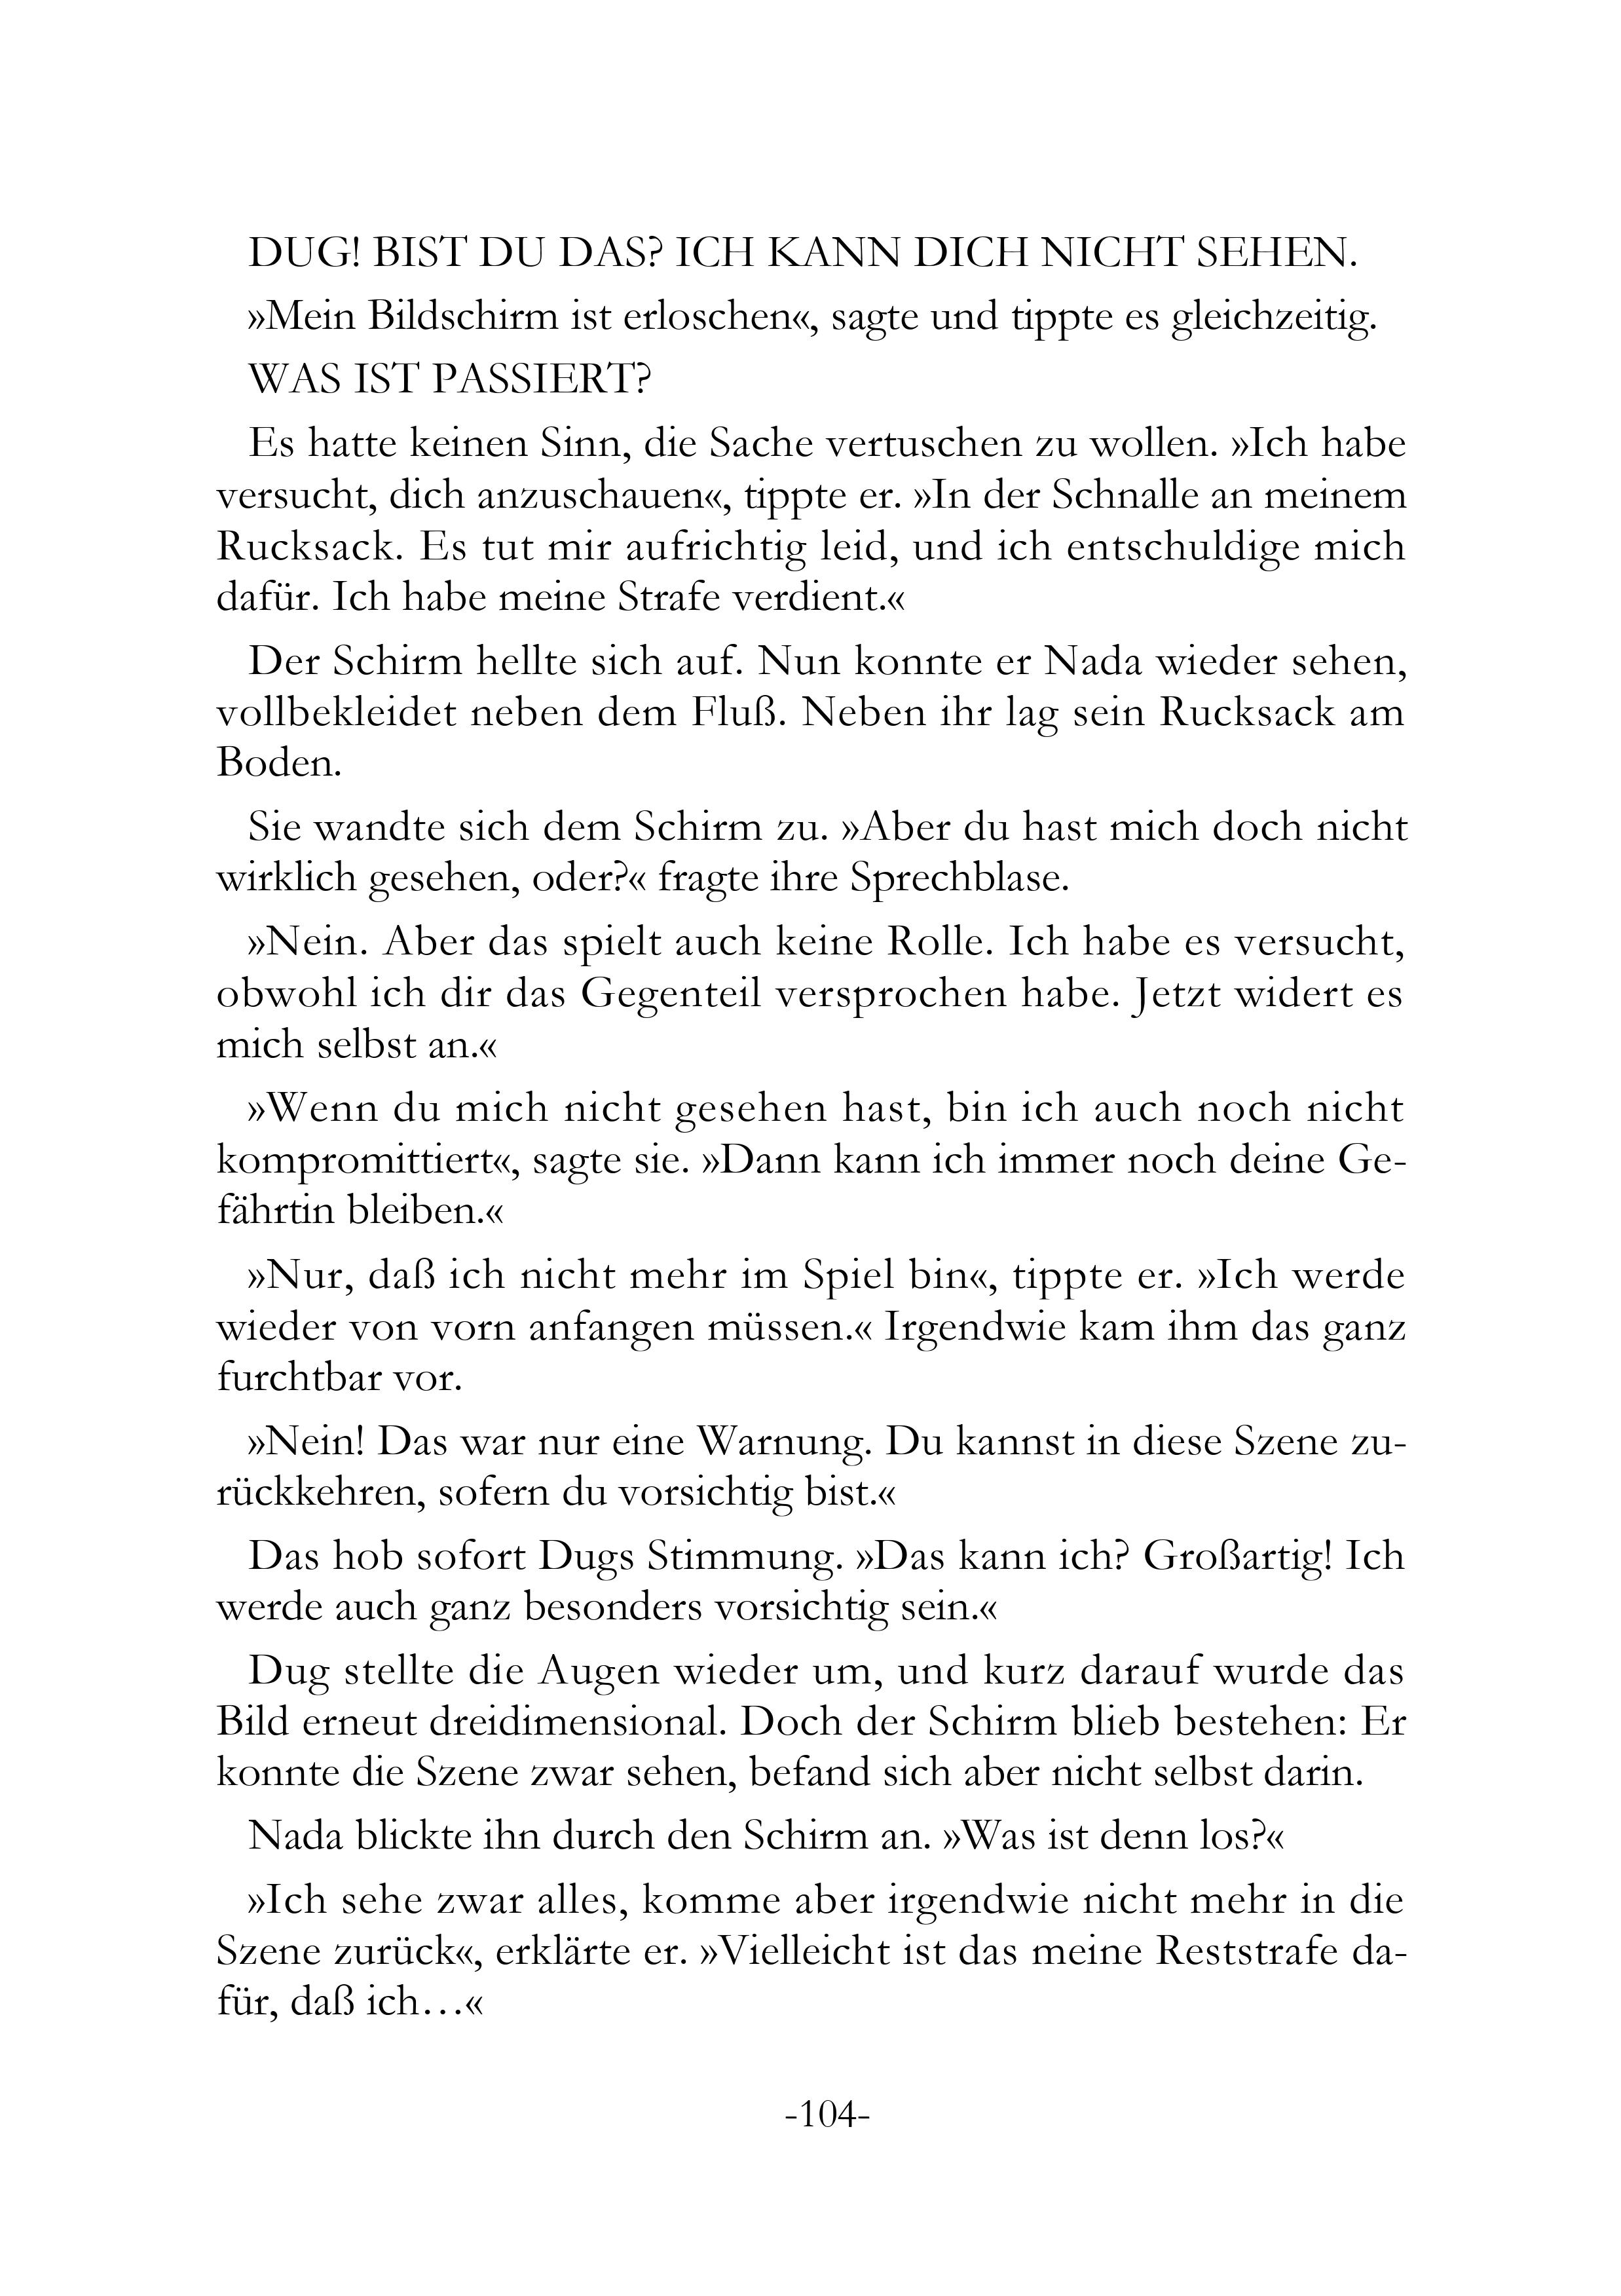 DUG! BIST DU DAS? ICH KANN DICH NICHT SEHEN.
»Mein Bildschirm ist erloschen«, sagte und tippte es gleichzeitig.
WAS IST PASSIERT?
Es hatte keinen Sinn, die Sache vertuschen zu wollen. »Ich habe
versucht, dich anzuschauen«, tippte er. »In der Schnalle an meinem
Rucksack. Es tut mir aufrichtig leid, und ich entschuldige mich
dafür. Ich habe meine Strafe verdient.«
Der Schirm hellte sich auf. Nun konnte er Nada wieder sehen,
vollbekleidet neben dem Fluß. Neben ihr lag sein Rucksack am
Boden.
Sie wandte sich dem Schirm zu. »Aber du hast mich doch nicht
wirklich gesehen, oder?« fragte ihre Sprechblase.
»Nein. Aber das spielt auch keine Rolle. Ich habe es versucht,
obwohl ich dir das Gegenteil versprochen habe. Jetzt widert es
mich selbst an.«
»Wenn du mich nicht gesehen hast, bin ich auch noch nicht
kompromittiert«, sagte sie. »Dann kann ich immer noch deine Ge-
fährtin bleiben.«
»Nur, daß ich nicht mehr im Spiel bin«, tippte er. »Ich werde
wieder von vorn anfangen müssen.« Irgendwie kam ihm das ganz
furchtbar vor.
»Nein! Das war nur eine Warnung. Du kannst in diese Szene zu-
rückkehren, sofern du vorsichtig bist.«
Das hob sofort Dugs Stimmung. »Das kann ich? Großartig! Ich
werde auch ganz besonders vorsichtig sein.«
Dug stellte die Augen wieder um, und kurz darauf wurde das
Bild erneut dreidimensional. Doch der Schirm blieb bestehen: Er
konnte die Szene zwar sehen, befand sich aber nicht selbst darin.
Nada blickte ihn durch den Schirm an. »Was ist denn los?«
»Ich sehe zwar alles, komme aber irgendwie nicht mehr in die
Szene zurück«, erklärte er. »Vielleicht ist das meine Reststrafe da-
für, daß ich…«
-104-